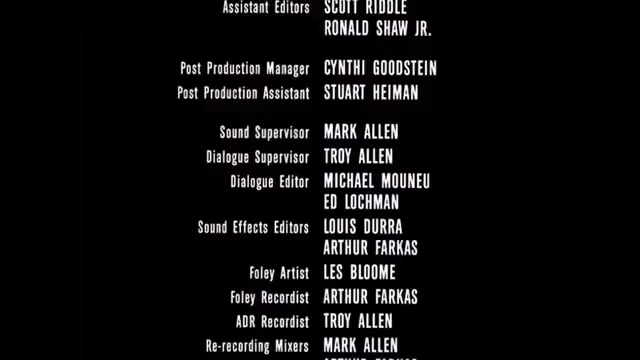 Assistant Editors SCOTT RIDDLE
RONALD SHAW JR.
Post Production Manager CYNTHI GOODSTEIN
Post Production Assistant STUART HEIMAN
Sound Supervisor MARK ALLEN
Dialogue Supervisor TROY ALLEN
Dialogue Editor MICHAEL MOUNEU
ED LOCHMAN
Sound Effects Editors LOUIS DURRA
ARTHUR FARKAS
Foley Artist LES BLOOME
Foley Recordist ARTHUR FARKAS
ADR Recordist TROY ALLEN
Re-recording Mixers MARK ALLEN
ARTHUR FARKAS